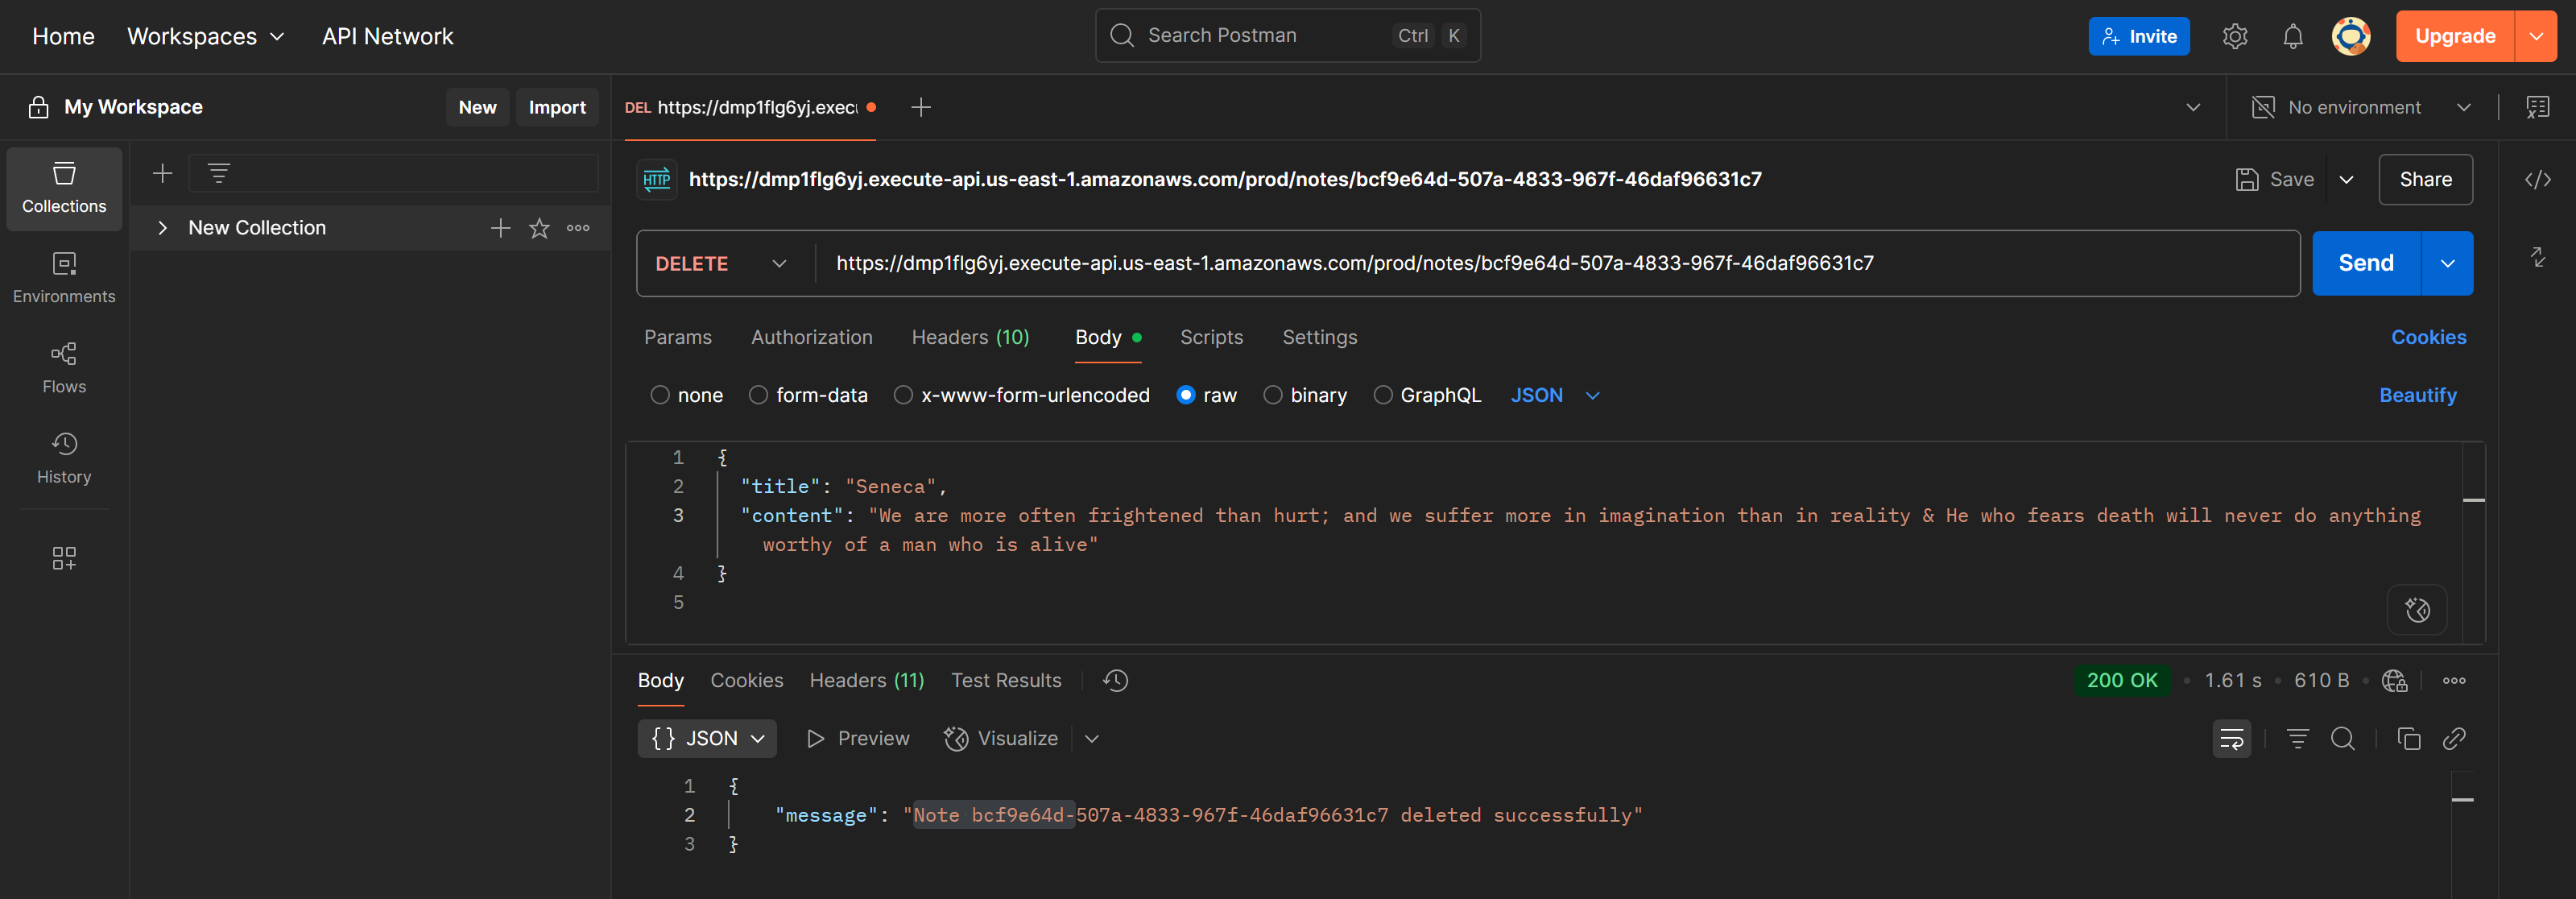 Home Workspaces API Network Search Postman Ctrl K Invite Upgrade
My Workspace New Import DEL https://dmp1flg6yj.exec No environment
https://dmp1flg6yj.execute-api.us-east-1.amazonaws.com/prod/notes/bcf9e64d-507a-4833-967f-46daf96631c7 Save Share
Collections
New Collection
DELETE https://dmp1flg6yj.execute-api.us-east-1.amazonaws.com/prod/notes/bcf9e64d-507a-4833-967f-46daf96631c7 Send
Environments
Params Authorization Headers (10) Body Scripts Settings Cookies
Flows
none form-data x-www-form-urlencoded raw binary GraphQL JSON Beautify
History
1 {
2 "title": "Seneca",
3 "content": "We are more often frightened than hurt; and we suffer more in imagination than in reality & He who fears death will never do anything
worthy of a man who is alive"
4 }
5
Body Cookies Headers (11) Test Results 200 OK • 1.61 s • 610 B •
{} JSON Preview Visualize
1 {
2 "message": "Note bcf9e64d-507a-4833-967f-46daf96631c7 deleted successfully"
3 }